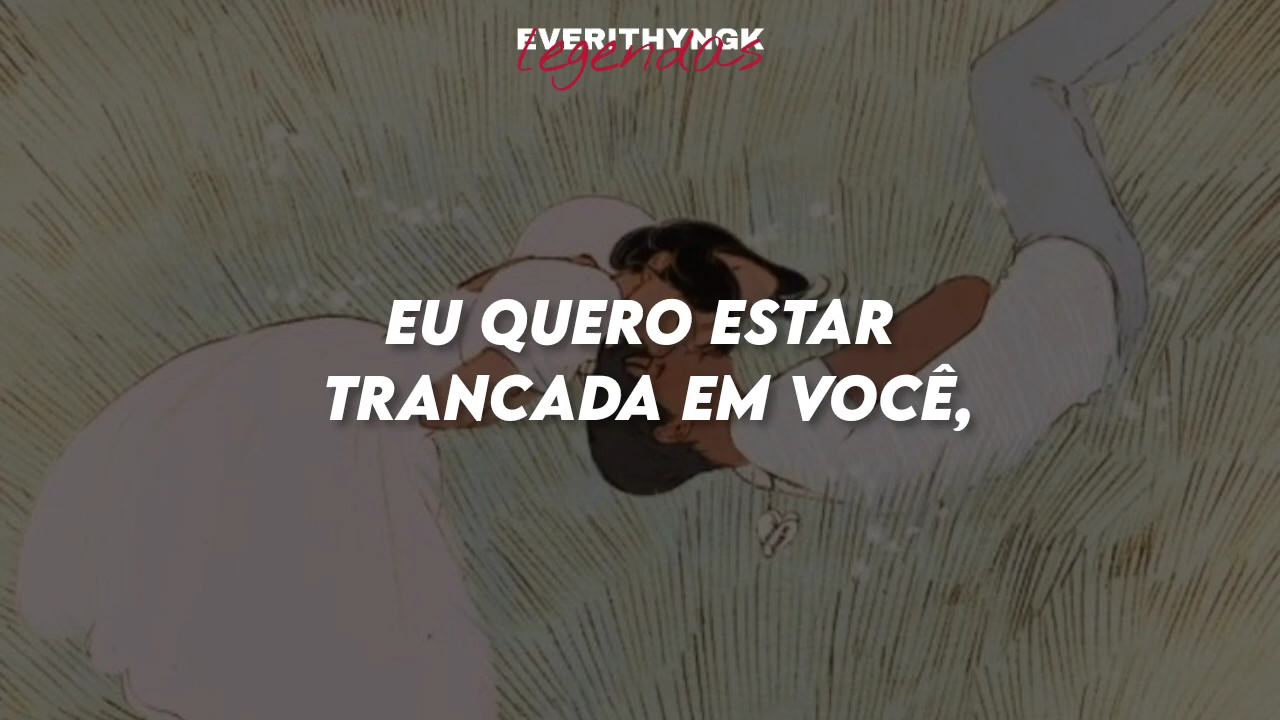 EVERITHYNGK
Legendas
EU QUERO ESTAR
TRANCADA EM VOCÊ,